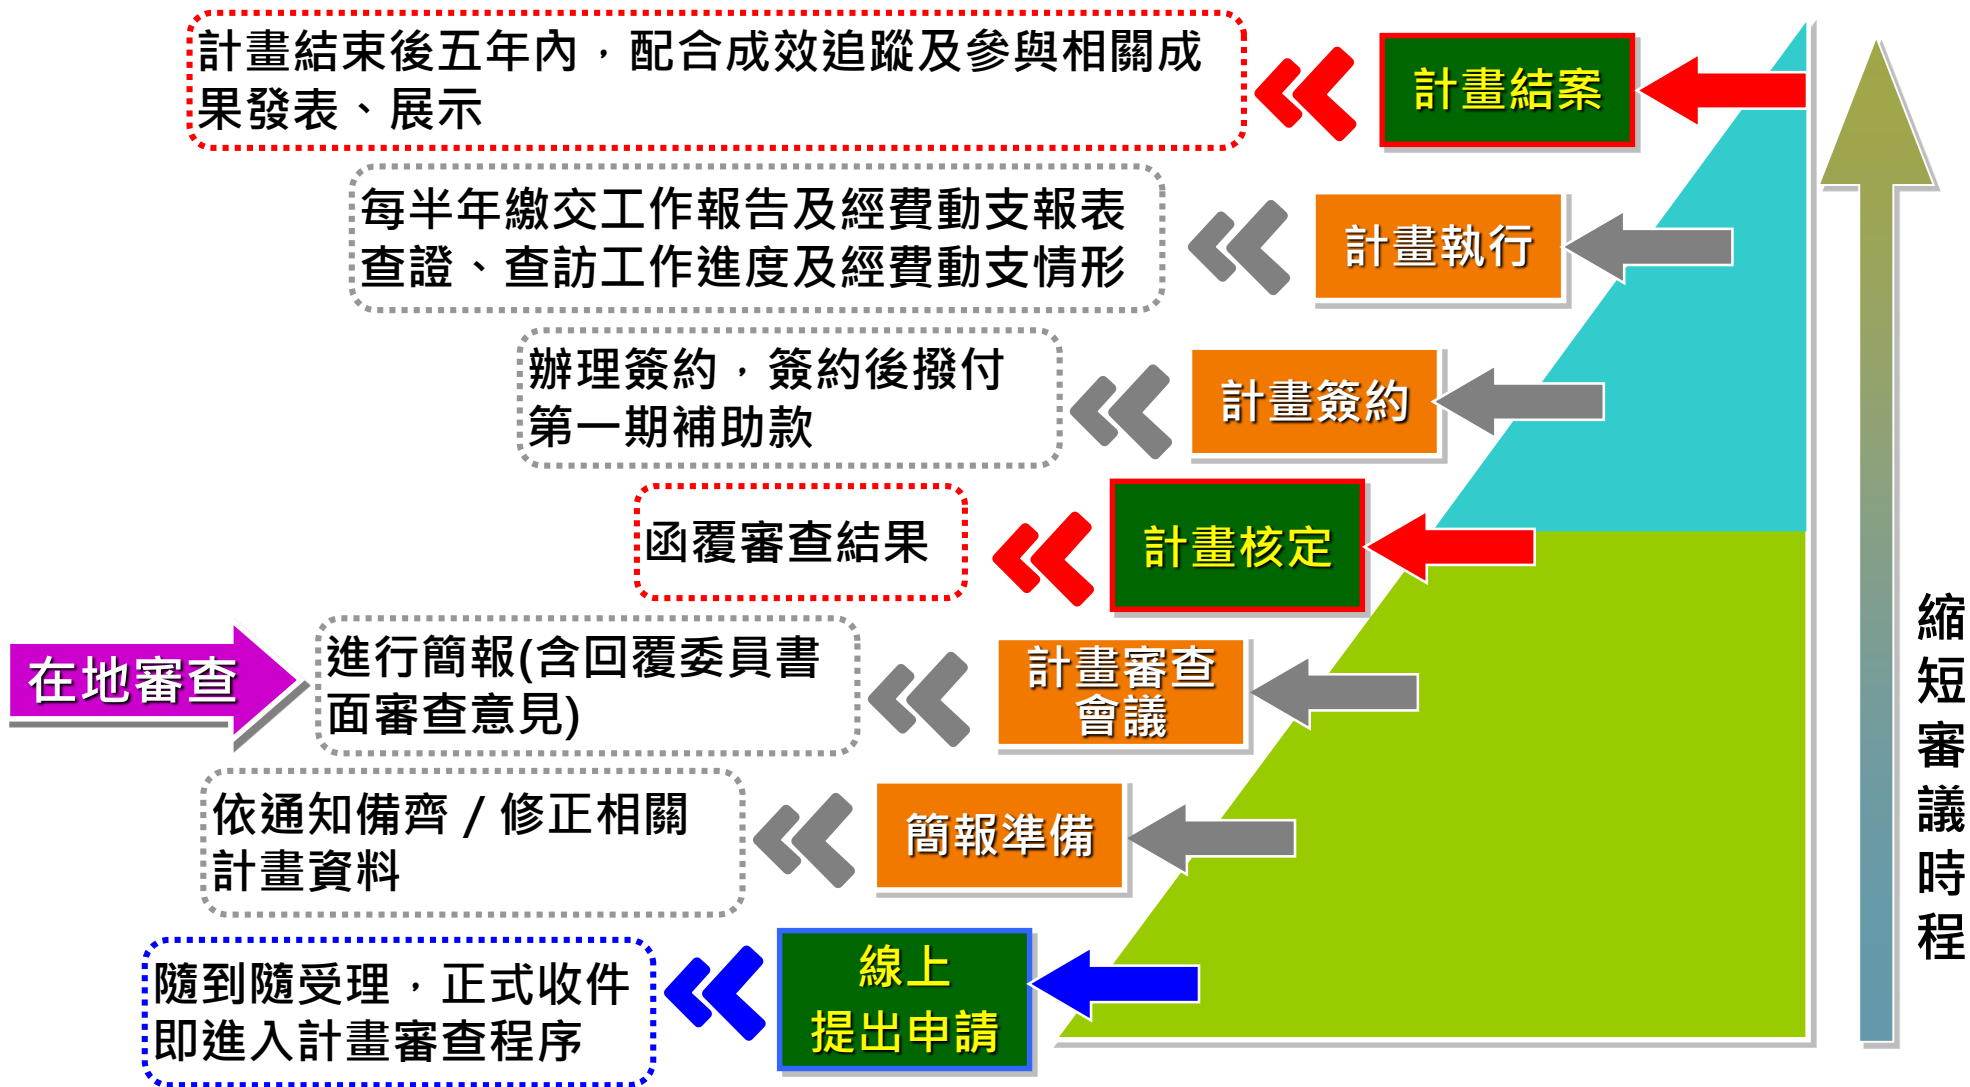 計畫結束後五年內，配合成效追蹤及參與相關成
果發表、展示
計畫結案
每半年繳交工作報告及經費動支報表
查證、查訪工作進度及經費動支情形
計畫執行
辦理簽約，簽約後撥付
第一期補助款
計畫簽約
函覆審查結果
計畫核定
在地審查
進行簡報(含回覆委員書
面審查意見)
計畫審查
會議
依通知備齊/修正相關
計畫資料
簡報準備
隨到隨受理，正式收件
即進入計畫審查程序
線上
提出申請
縮短審議時程